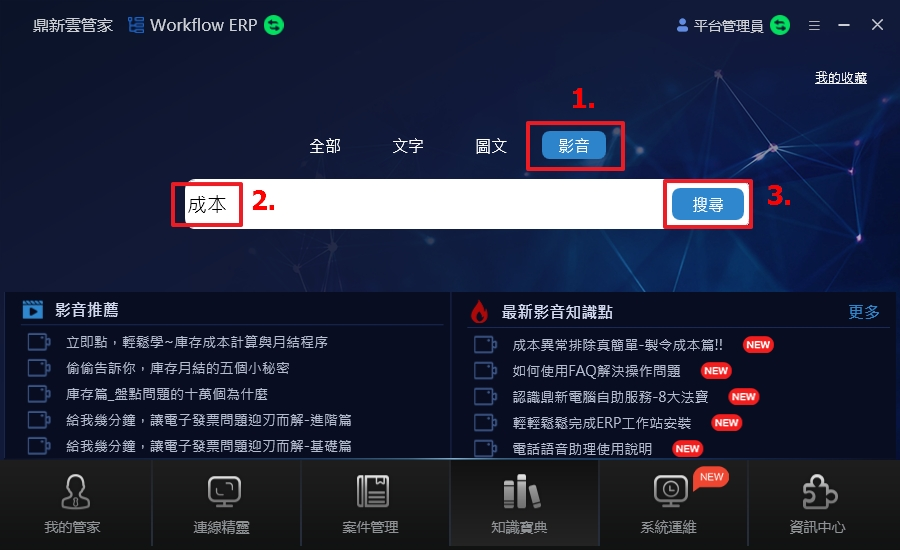 鼎新雲管家 Workflow ERP 平台管理員
我的收藏
1.
全部 文字 圖文 影音
成本 2. 搜尋 3.
影音推薦
立即點，輕鬆學~庫存成本計算與月結程序
偷偷告訴你，庫存月結的五個小秘密
庫存篇_盤點問題的十萬個為什麼
給我幾分鐘，讓電子發票問題迎刃而解-進階篇
給我幾分鐘，讓電子發票問題迎刃而解-基礎篇
最新影音知識點 更多
成本異常排除真簡單-製令成本篇!! NEW
如何使用FAQ解決操作問題 NEW
認識鼎新電腦自助服務-8大法寶 NEW
輕輕鬆鬆完成ERP工作站安裝 NEW
電話語音助理使用說明 NEW
我的管家 連線精靈 案件管理 知識寶典 系統運維 NEW 資訊中心